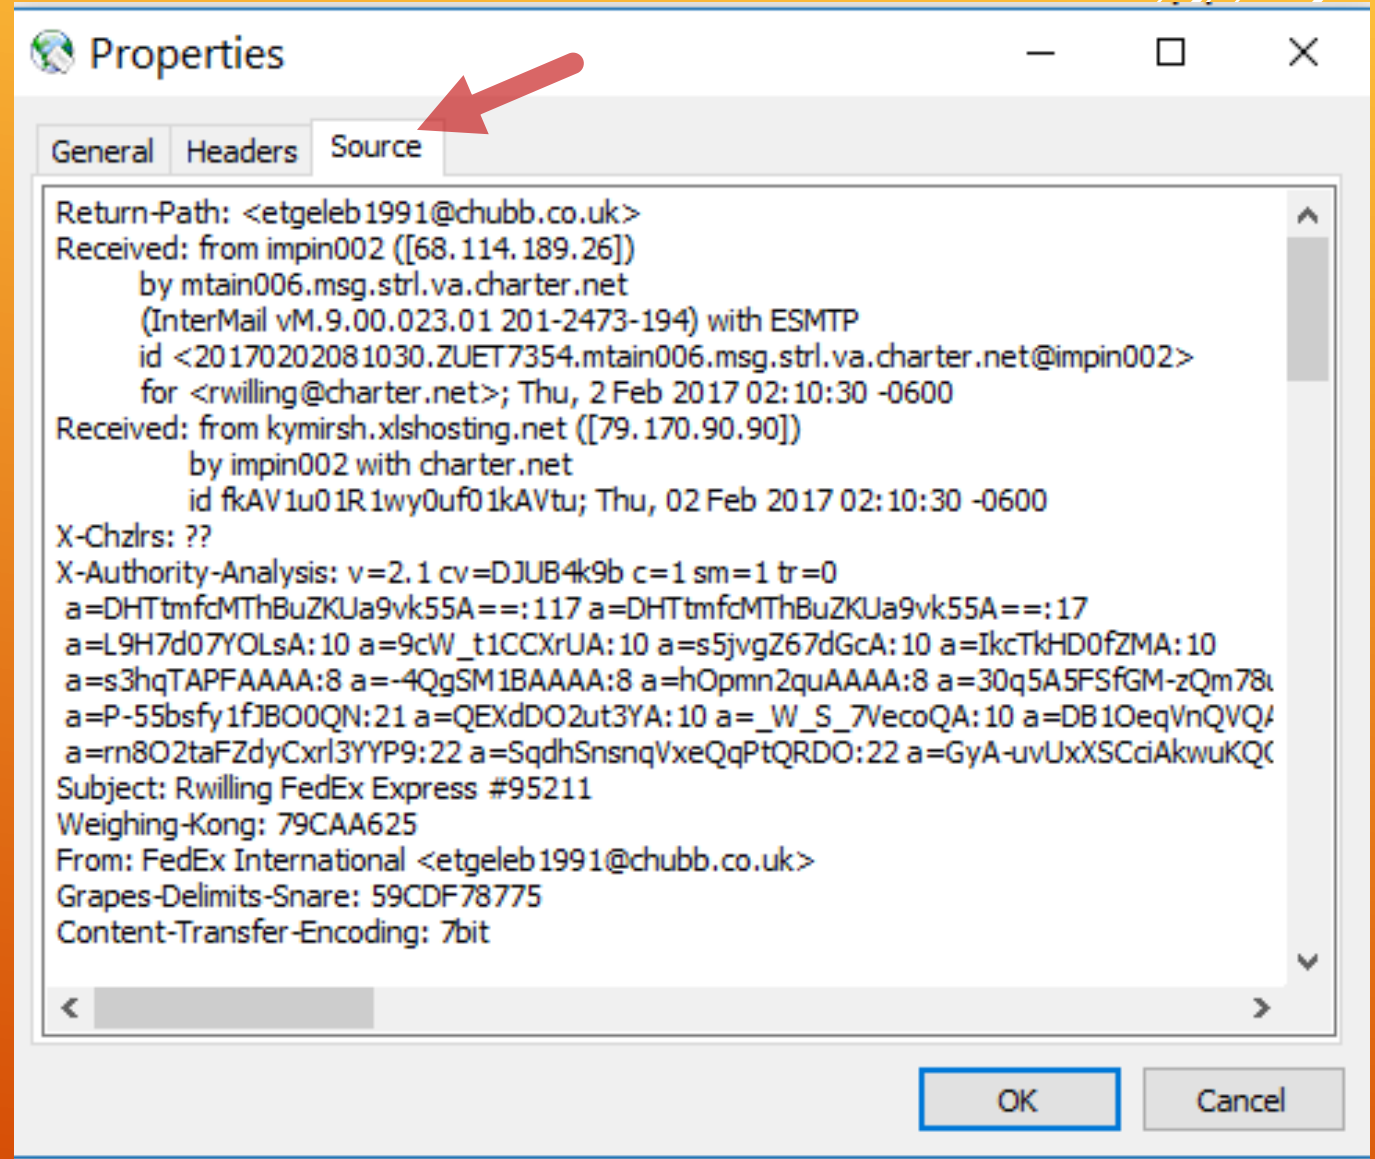 Properties
General Headers Source
Return-Path: <etgeleb1991@chubb.co.uk>
Received: from impin002 ([68.114.189.26])
by mtain006.msg.strl.va.charter.net
(InterMail vM.9.00.023.01 201-2473-194) with ESMTP
id <20170202081030.ZUET7354.mtain006.msg.strl.va.charter.net@impin002>
for <rwilling@charter.net>; Thu, 2 Feb 2017 02:10:30 -0600
Received: from kymirsh.xlshosting.net ([79.170.90.90])
by impin002 with charter.net
id fkAV1u01R1wy0uf01kAVtu; Thu, 02 Feb 2017 02:10:30 -0600
X-Chzlrs: ??
X-Authority-Analysis: v=2.1 cv=DJUB4k9b c=1 sm=1 tr=0
a=DHTtmfcMThBuZKUa9vk55A==:117 a=DHTtmfcMThBuZKUa9vk55A==:17
a=L9H7d07YOLsA:10 a=9cW_t1CCXrUA:10 a=s5jvgZ67dGcA:10 a=IkcTkHD0fZMA:10
a=s3hqTAPFAAAA:8 a=-4QgSM1BAAAA:8 a=hOpmn2quAAAA:8 a=30q5A5FSfGM-zQm78
a=P-55bsfy1fJBO0QN:21 a=QEXdDO2ut3YA:10 a=_W_S_7VecoQA:10 a=DB1OeqVnQVQ
a=rn8O2taFZdyCxrl3YYP9:22 a=SqdhSnsnqVxeQqPtQRDO:22 a=GyA-uvUxXSCciAkwuKQ
Subject: Rwilling FedEx Express #95211
Weighing-Kong: 79CAA625
From: FedEx International <etgeleb1991@chubb.co.uk>
Grapes-Delimits-Snare: 59CDF78775
Content-Transfer-Encoding: 7bit
OK Cancel